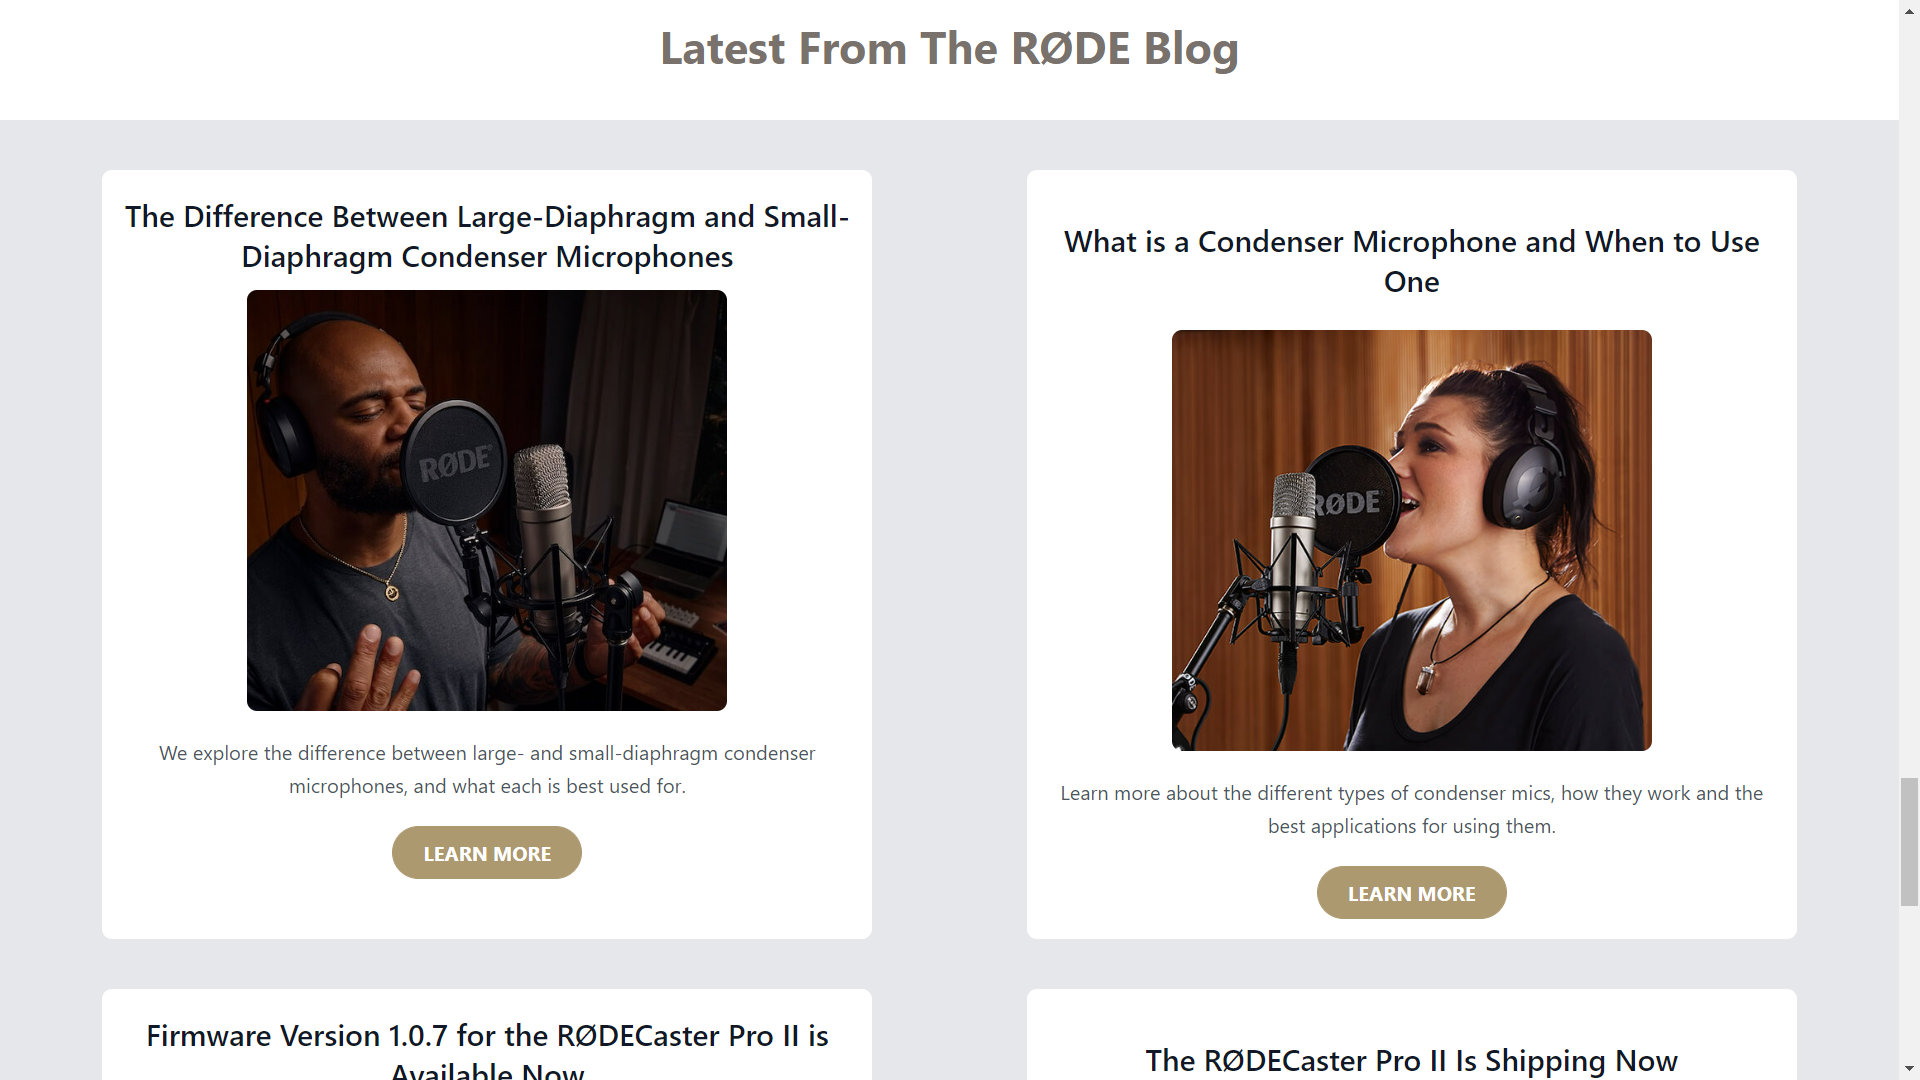 Latest From The RØDE Blog
The Difference Between Large-Diaphragm and Small-
Diaphragm Condenser Microphones
RØDE
We explore the difference between large- and small-diaphragm condenser
microphones, and what each is best used for.
LEARN MORE
What is a Condenser Microphone and When to Use
One
RØDE
Learn more about the different types of condenser mics, how they work and the
best applications for using them.
LEARN MORE
Firmware Version 1.0.7 for the RØDECaster Pro II is
Available Now
The RØDECaster Pro II Is Shipping Now